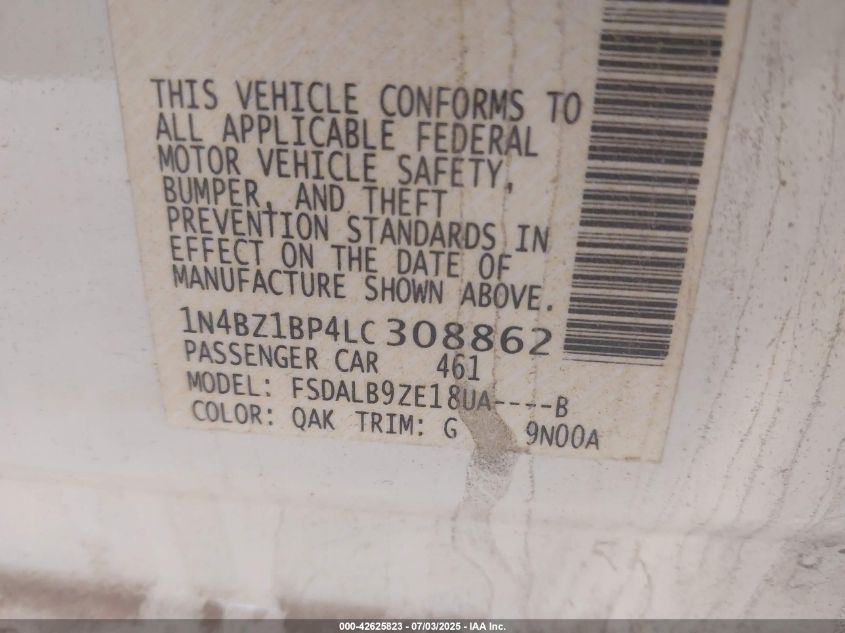 THIS VEHICLE CONFORMS TO
ALL APPLICABLE FEDERAL
MOTOR VEHICLE SAFETY,
BUMPER, AND THEFT
PREVENTION STANDARDS IN
EFFECT ON THE DATE OF
MANUFACTURE SHOWN ABOVE.
1N4BZ1BP4LC 308862
PASSENGER CAR 461
MODEL: FSDALB9ZE18UA----B
COLOR: QAK TRIM: G 9N00A
000-42625823 - 07/03/2025 - IAA Inc.